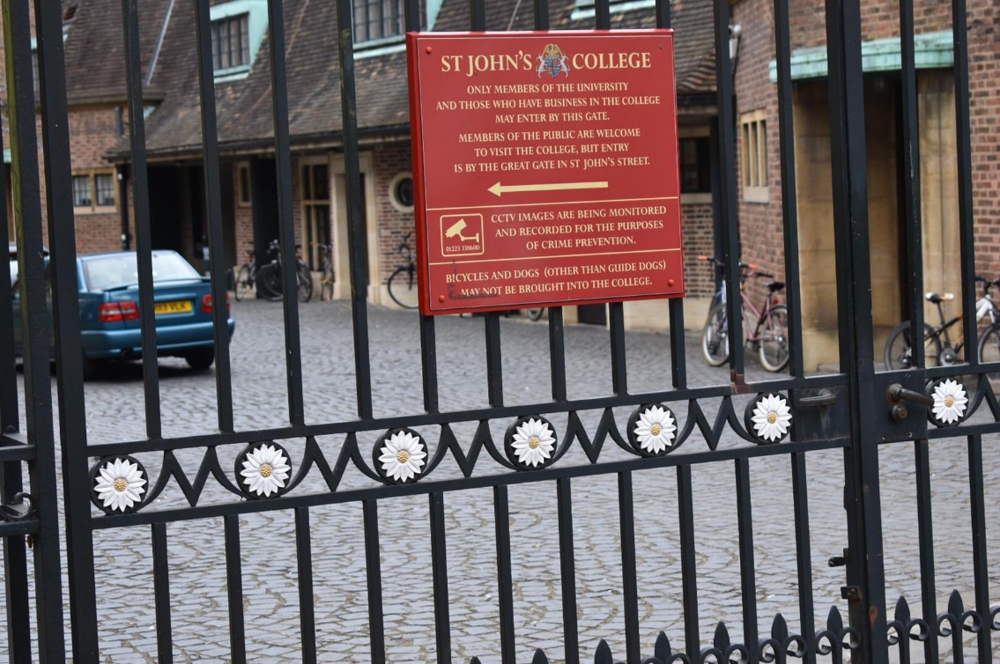 ST JOHN'S COLLEGE
ONLY MEMBERS OF THE UNIVERSITY
AND THOSE WHO HAVE BUSINESS IN THE COLLEGE
MAY ENTER BY THIS GATE.
MEMBERS OF THE PUBLIC ARE WELCOME
TO VISIT THE COLLEGE, BUT ENTRY
IS BY THE GREAT GATE IN ST JOHN'S STREET.
CCTV IMAGES ARE BEING MONITORED
AND RECORDED FOR THE PURPOSES
OF CRIME PREVENTION.
01223 338600
BICYCLES AND DOGS (OTHER THAN GUIDE DOGS)
MAY NOT BE BROUGHT INTO THE COLLEGE.